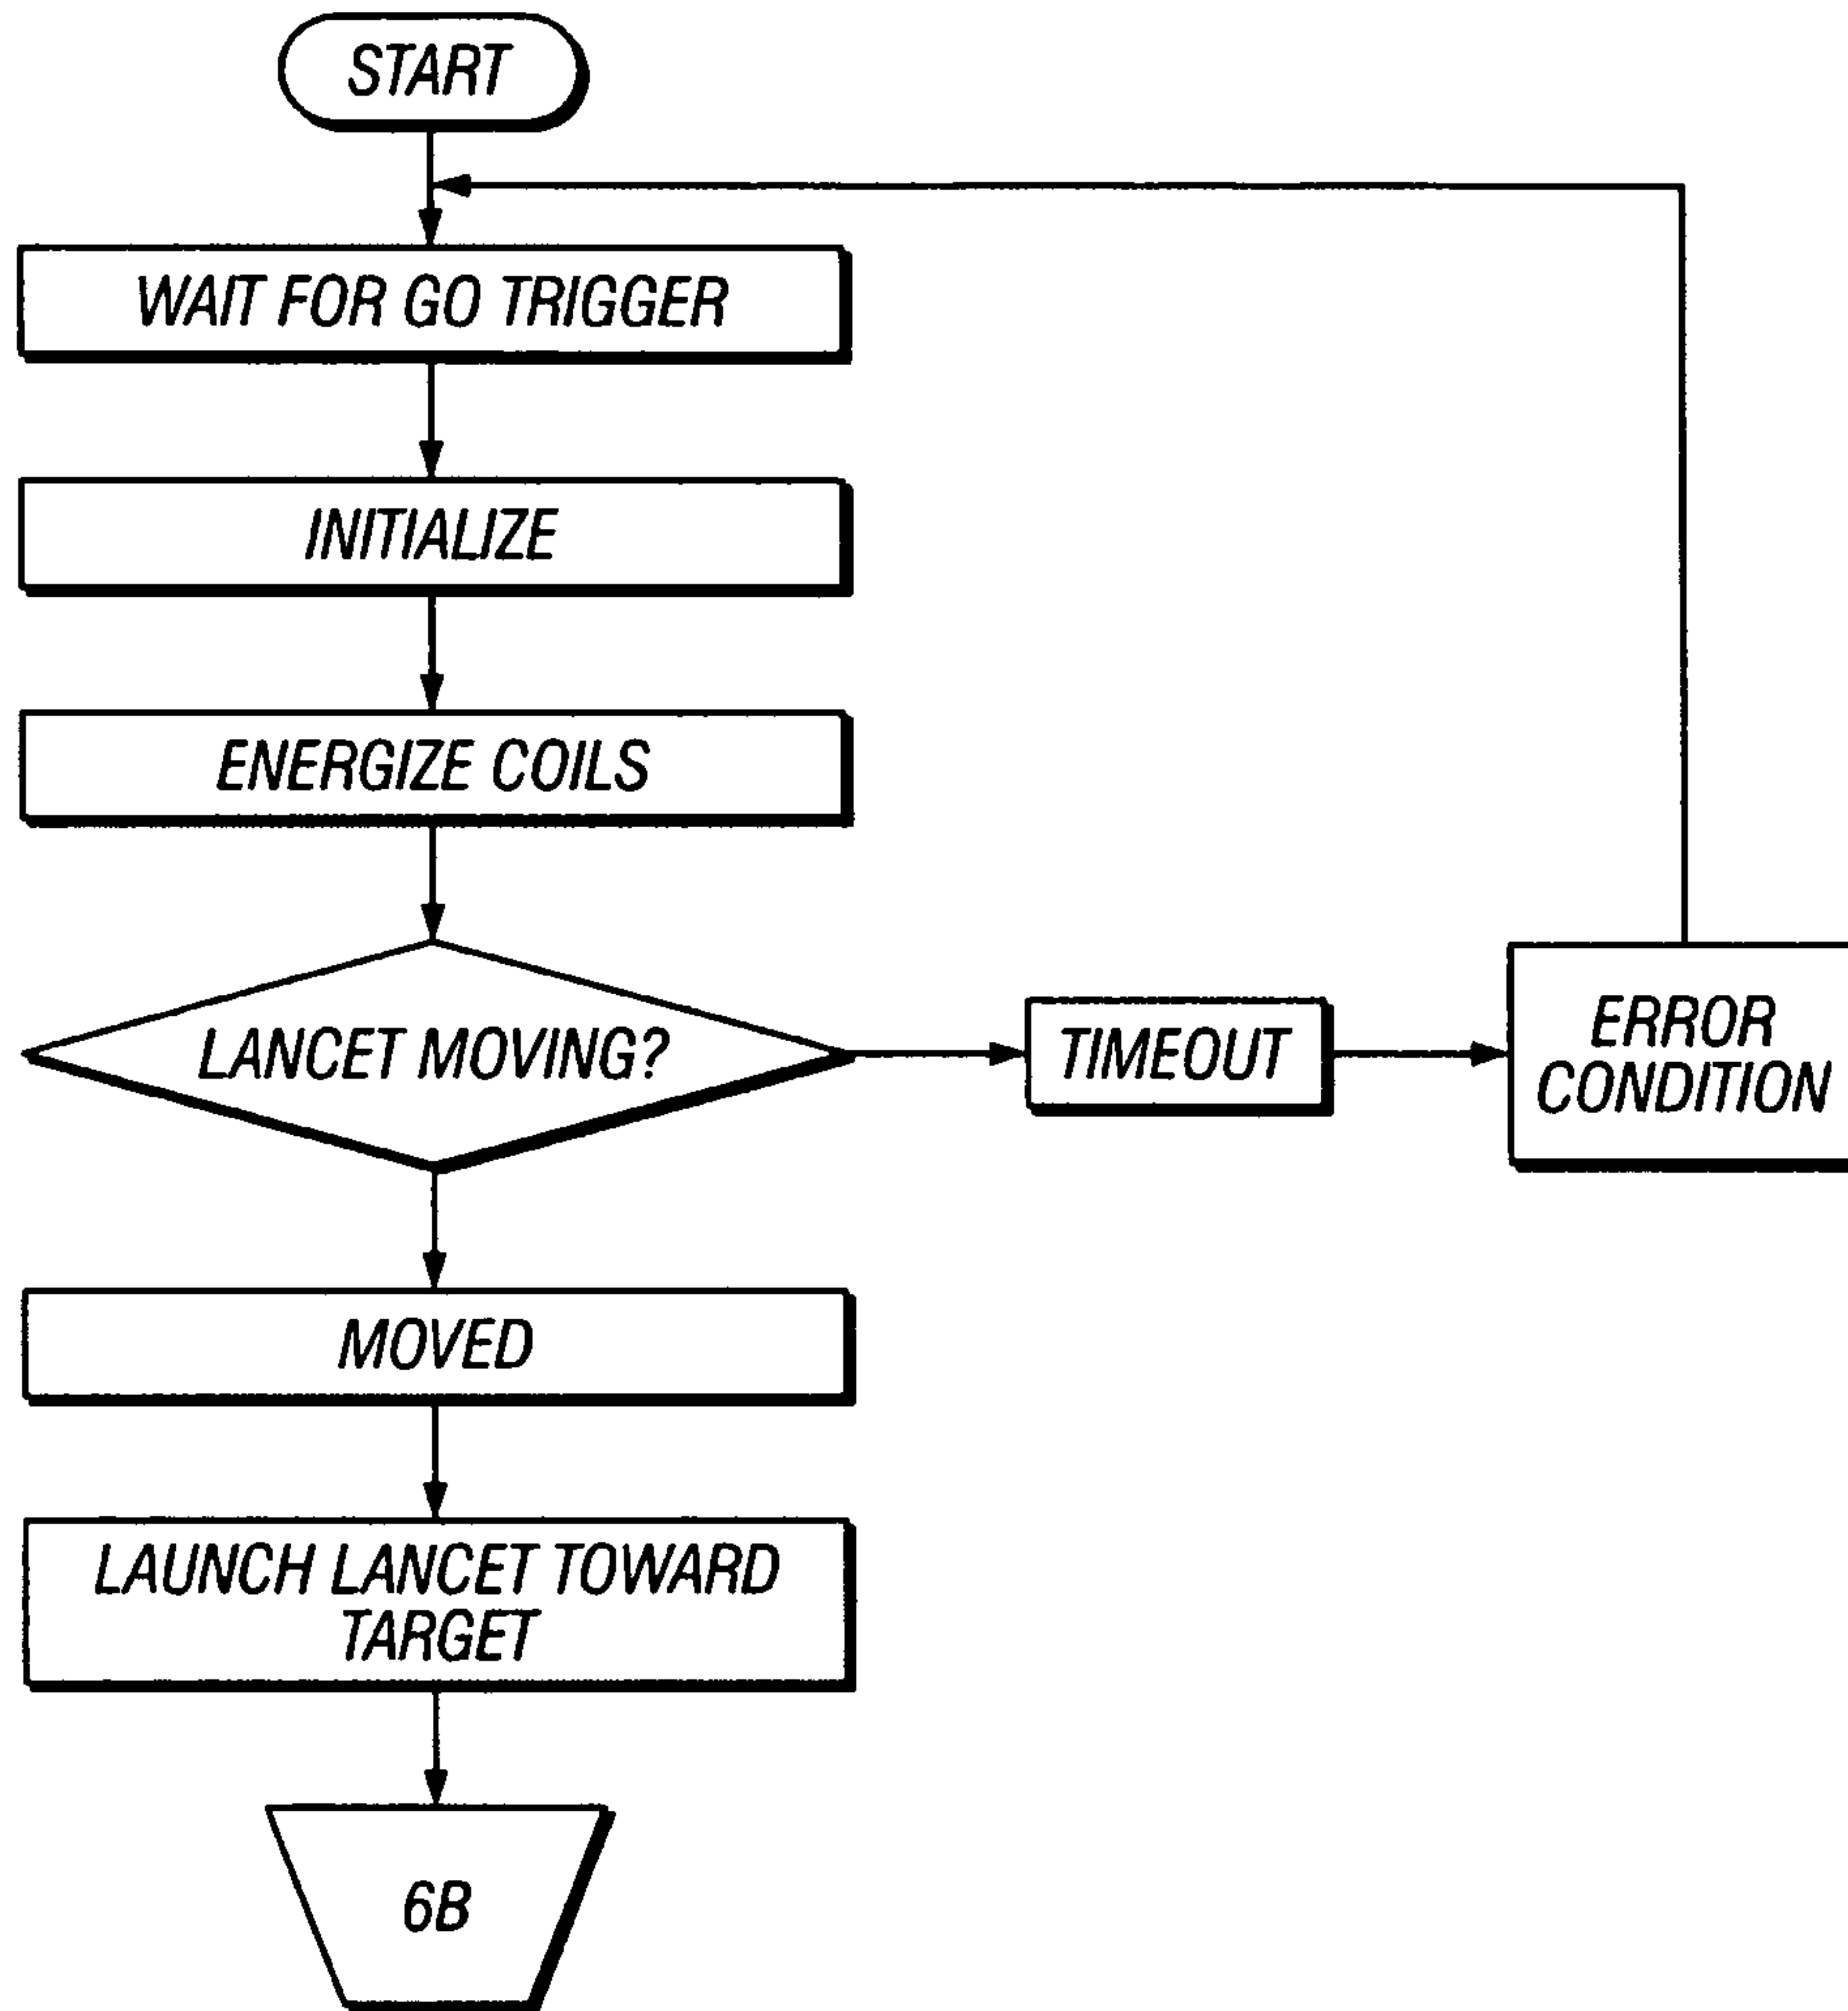 START
WAIT FOR GO TRIGGER
INITIALIZE
ENERGIZE COILS
LANCET MOVING?
TIMEOUT
ERROR
CONDITION
MOVED
LAUNCH LANCET TOWARD
TARGET
6B